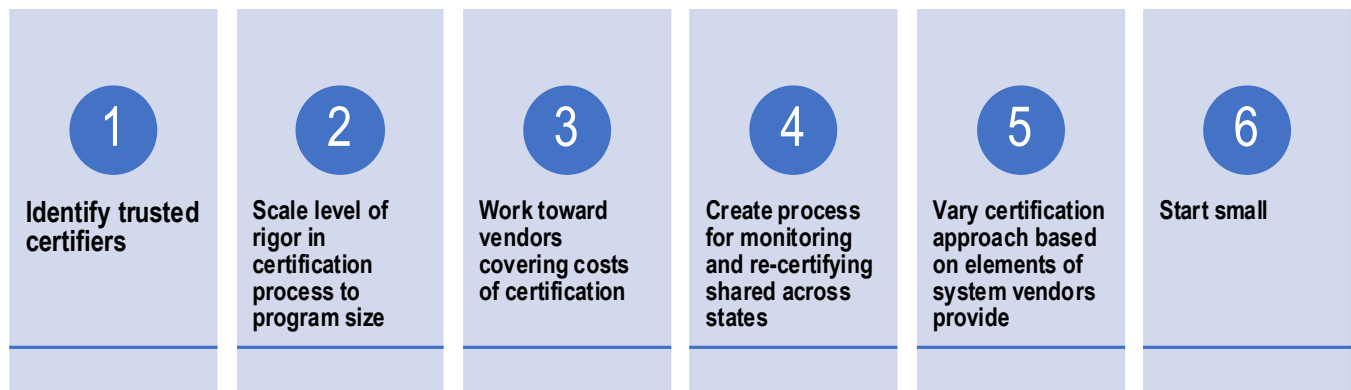 1
Identify trusted
certifiers
2
Scale level of
rigor in
certification
process to
program size
3
Work toward
vendors
covering costs
of certification
4
Create process
for monitoring
and re-certifying
shared across
states
5
Vary certification
approach based
on elements of
system vendors
provide
6
Start small